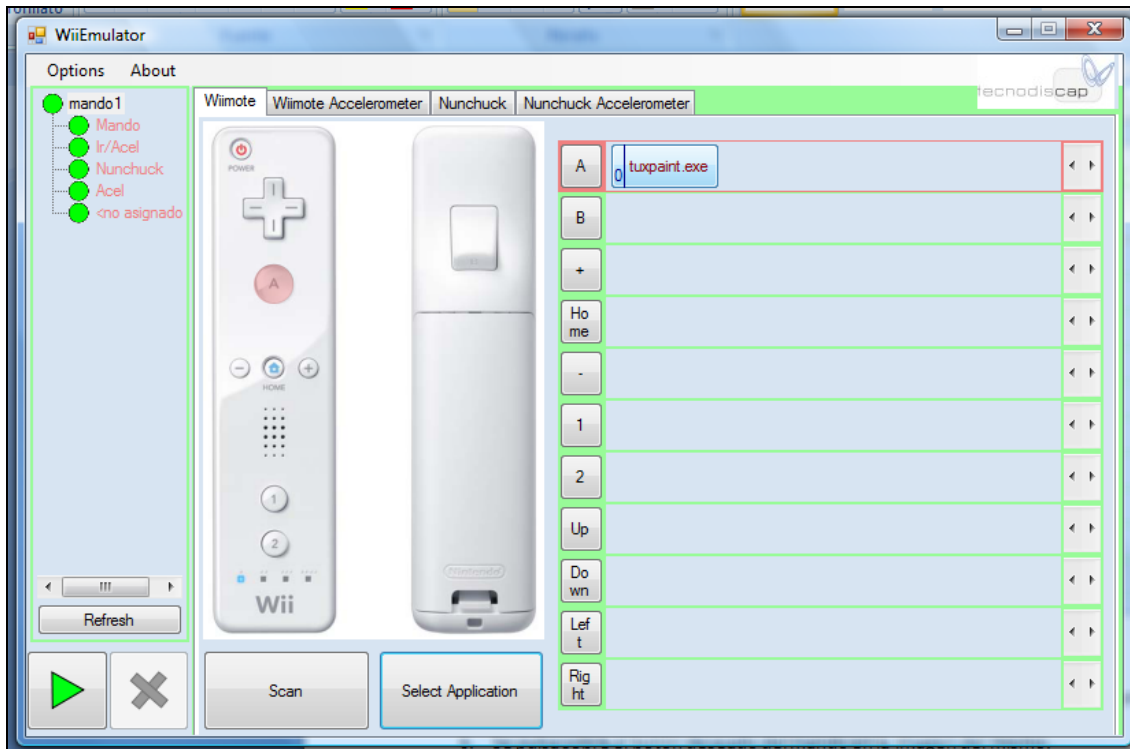 ormato
WiiEmulator
Options About
tecnodiscap
mando1
Mando
Ir/Acel
Nunchuck
Acel
<no asignado
Refresh
Wiimote Wiimote Accelerometer Nunchuck Nunchuck Accelerometer
POWER
A
HOME
1
2
Wii
Nintendo
Scan
Select Application
A
0 tuxpaint.exe
B
+
Ho
me
-
1
2
Up
Do
wn
Lef
t
Rig
ht